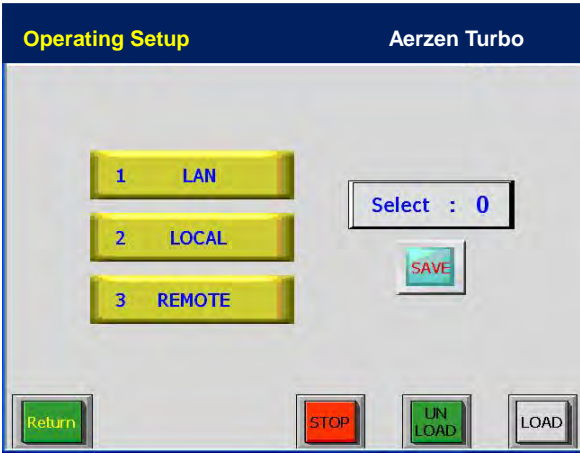 Operating Setup Aerzen Turbo
1 LAN
Select : 0
2 LOCAL
SAVE
3 REMOTE
Return
STOP
UN
LOAD
LOAD